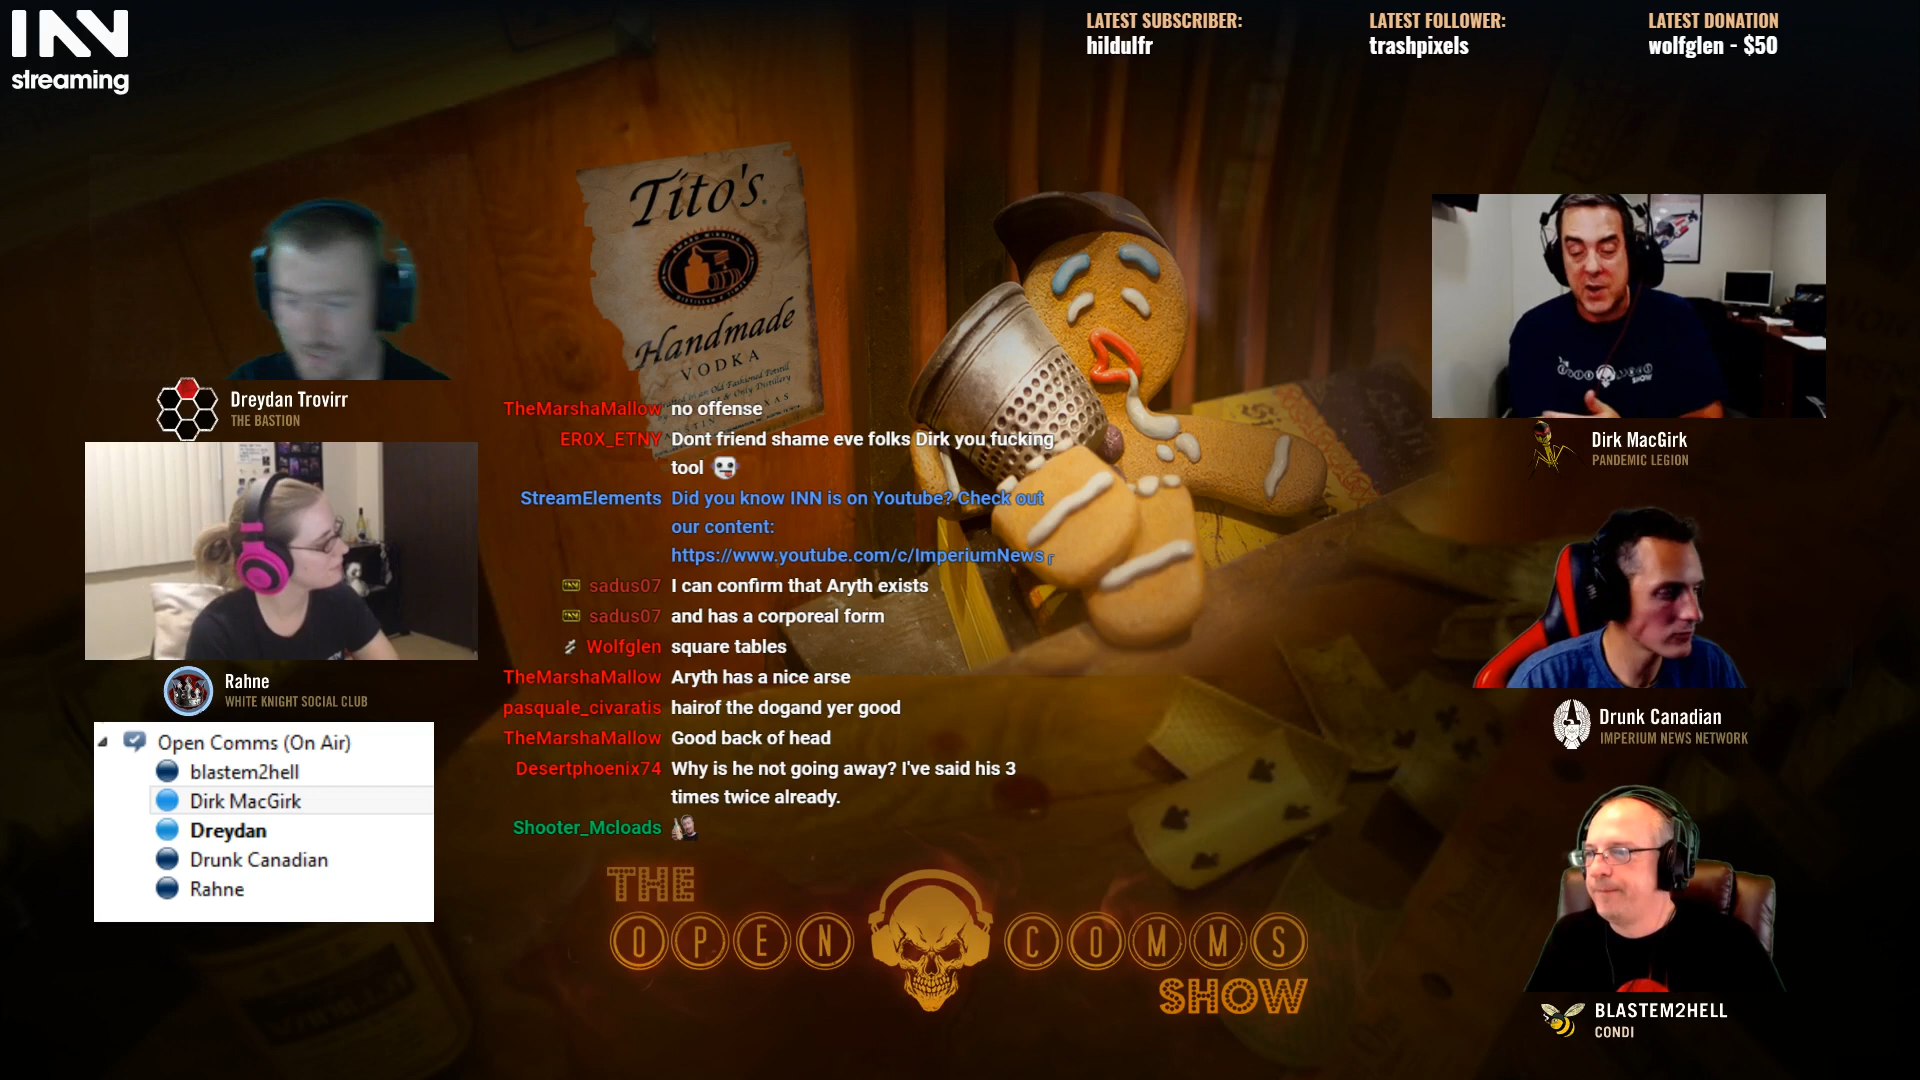 INN
streaming
LATEST SUBSCRIBER:
hildulfr
LATEST FOLLOWER:
trashpixels
LATEST DONATION
wolfglen - $50
Tito's
Handmade
VODKA
Dreydan Trovirr
THE BASTION
Rahne
WHITE KNIGHT SOCIAL CLUB
Open Comms (On Air)
blastem2hell
Dirk MacGirk
Dreydan
Drunk Canadian
Rahne
TheMarshaMallow no offense
ER0X_ETNY Dont friend shame eve folks Dirk you fucking
tool
StreamElements Did you know INN is on Youtube? Check out
our content:
https://www.youtube.com/c/ImperiumNews
sadus07 I can confirm that Aryth exists
sadus07 and has a corporeal form
Wolfglen square tables
TheMarshaMallow Aryth has a nice arse
pasquale_civaratis hairof the dogand yer good
TheMarshaMallow Good back of head
Desertphoenix74 Why is he not going away? I've said his 3
times twice already.
Shooter_Mcloads
THE
OPEN COMMS
SHOW
Dirk MacGirk
PANDEMIC LEGION
Drunk Canadian
IMPERIUM NEWS NETWORK
BLASTEM2HELL
CONDI